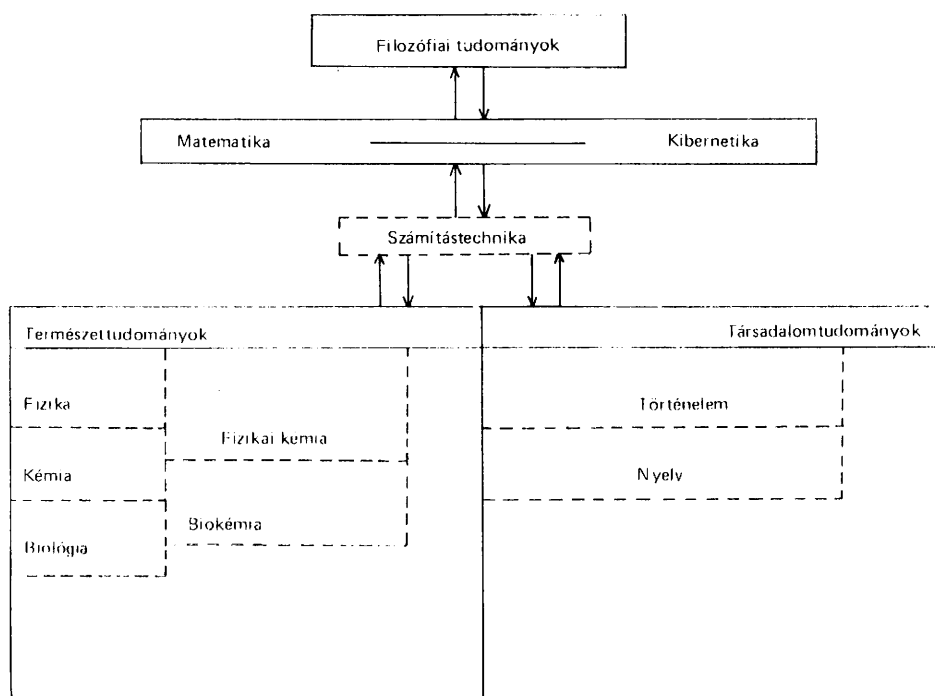 Filozófiai tudományok
Matematika
Kibernetika
Számítástechnika
Természettudományok
Társadalomtudományok
Fizika
Fizikai kémia
Kémia
Biokémia
Biológia
Történelem
Nyelv